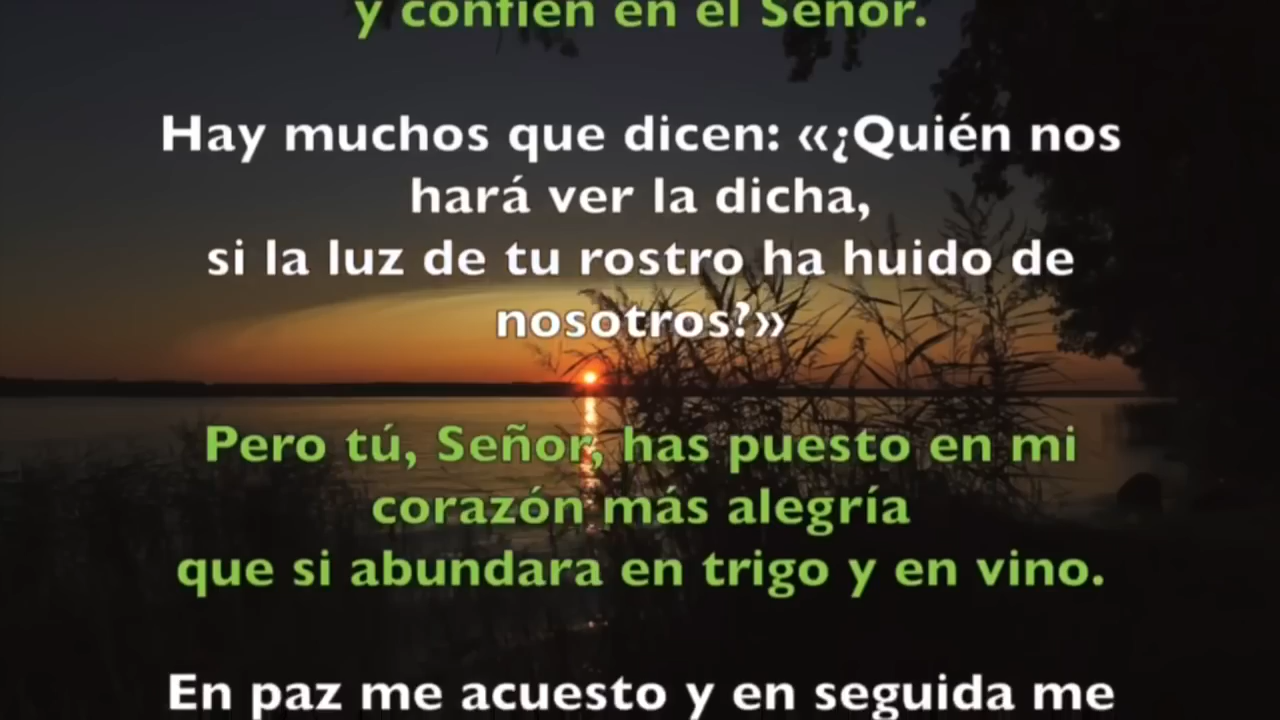 y confíen en el Señor.
Hay muchos que dicen: «¿Quién nos
hará ver la dicha,
si la luz de tu rostro ha huido de
nosotros?»
Pero tú, Señor, has puesto en mi
corazón más alegría
que si abundara en trigo y en vino.
En paz me acuesto y en seguida me